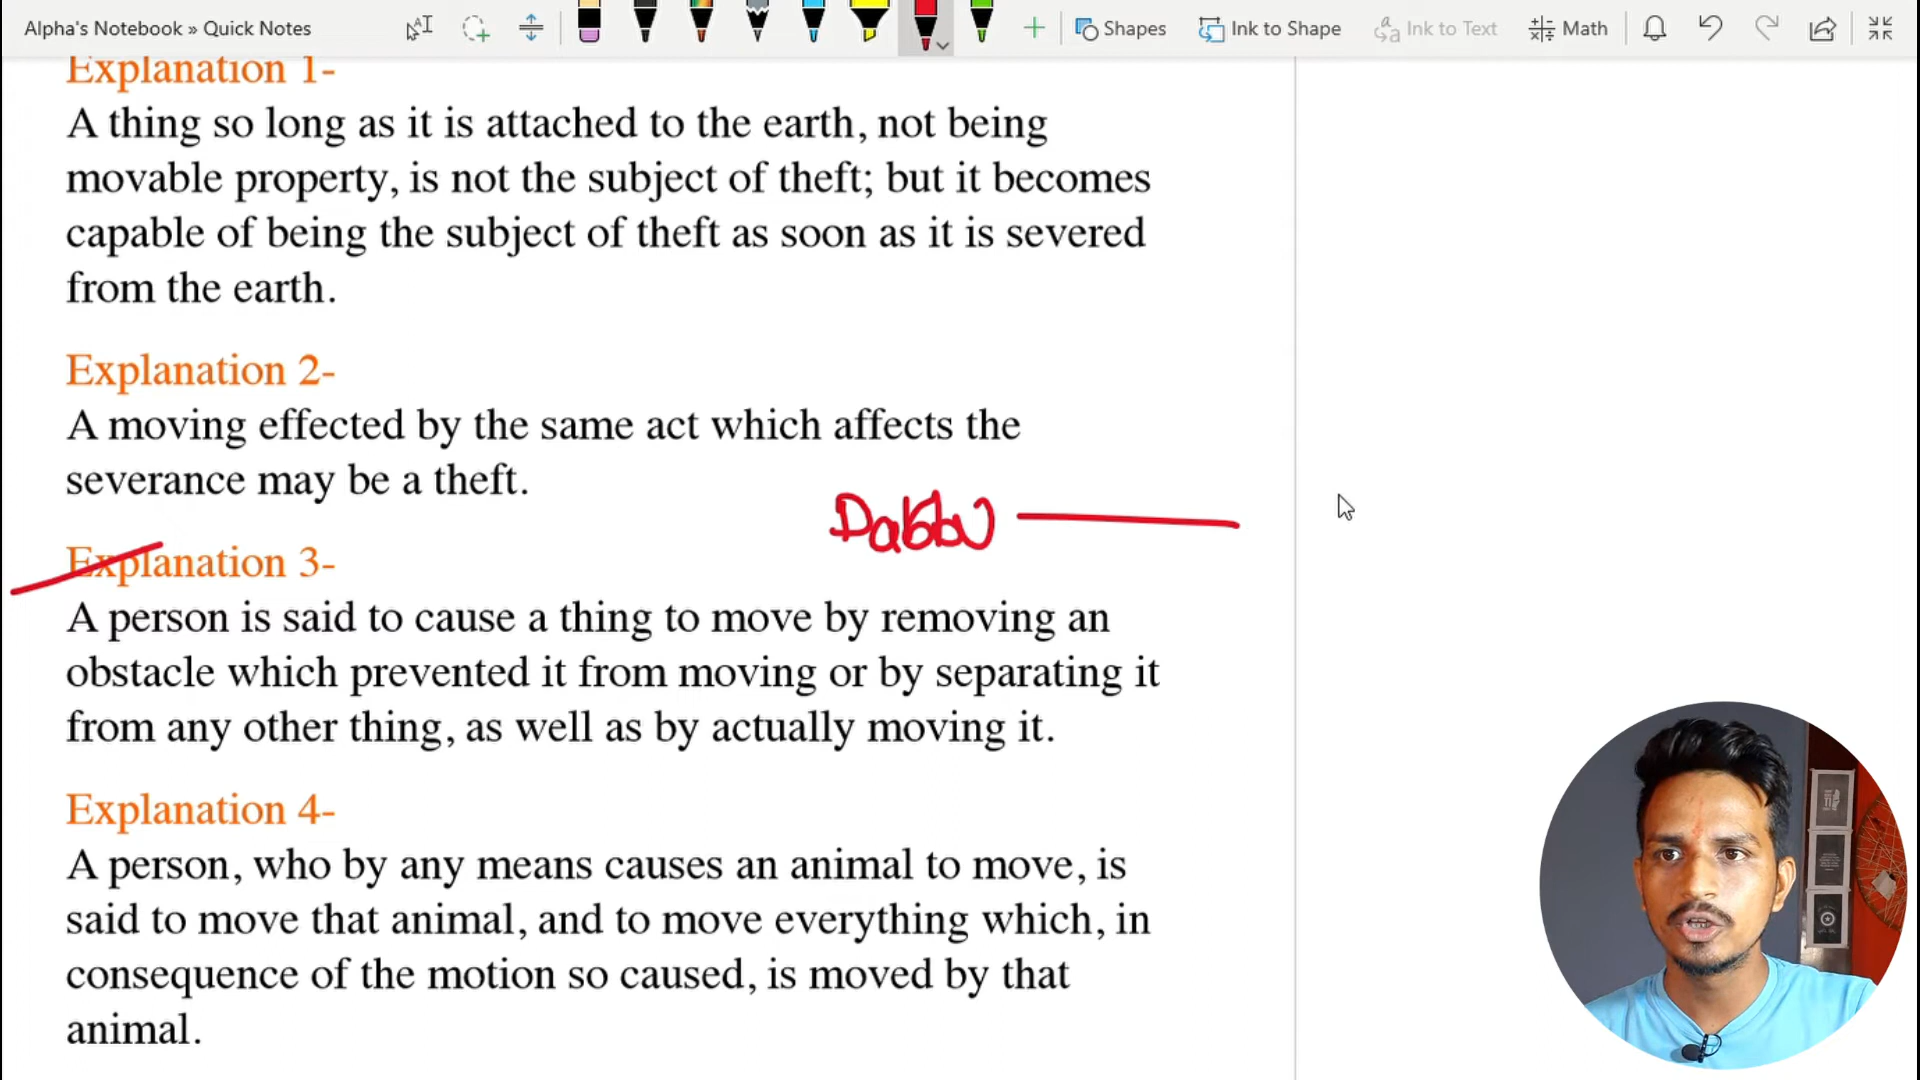 Alpha's Notebook » Quick Notes
Shapes
Ink to Shape
Ink to Text
Math
Explanation 1-
A thing so long as it is attached to the earth, not being
movable property, is not the subject of theft; but it becomes
capable of being the subject of theft as soon as it is severed
from the earth.
Explanation 2-
A moving effected by the same act which affects the
severance may be a theft.
Dabbu
Explanation 3-
A person is said to cause a thing to move by removing an
obstacle which prevented it from moving or by separating it
from any other thing, as well as by actually moving it.
Explanation 4-
A person, who by any means causes an animal to move, is
said to move that animal, and to move everything which, in
consequence of the motion so caused, is moved by that
animal.